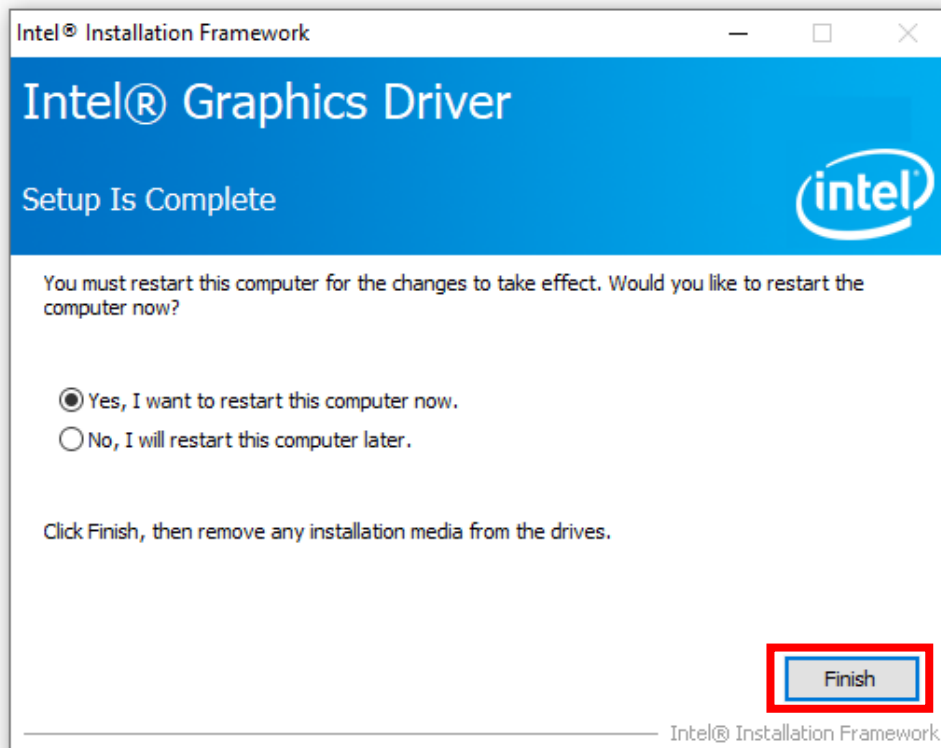 Intel® Installation Framework
Intel® Graphics Driver
Setup Is Complete
intel®
You must restart this computer for the changes to take effect. Would you like to restart the
computer now?
Yes, I want to restart this computer now.
No, I will restart this computer later.
Click Finish, then remove any installation media from the drives.
Finish
Intel® Installation Framework